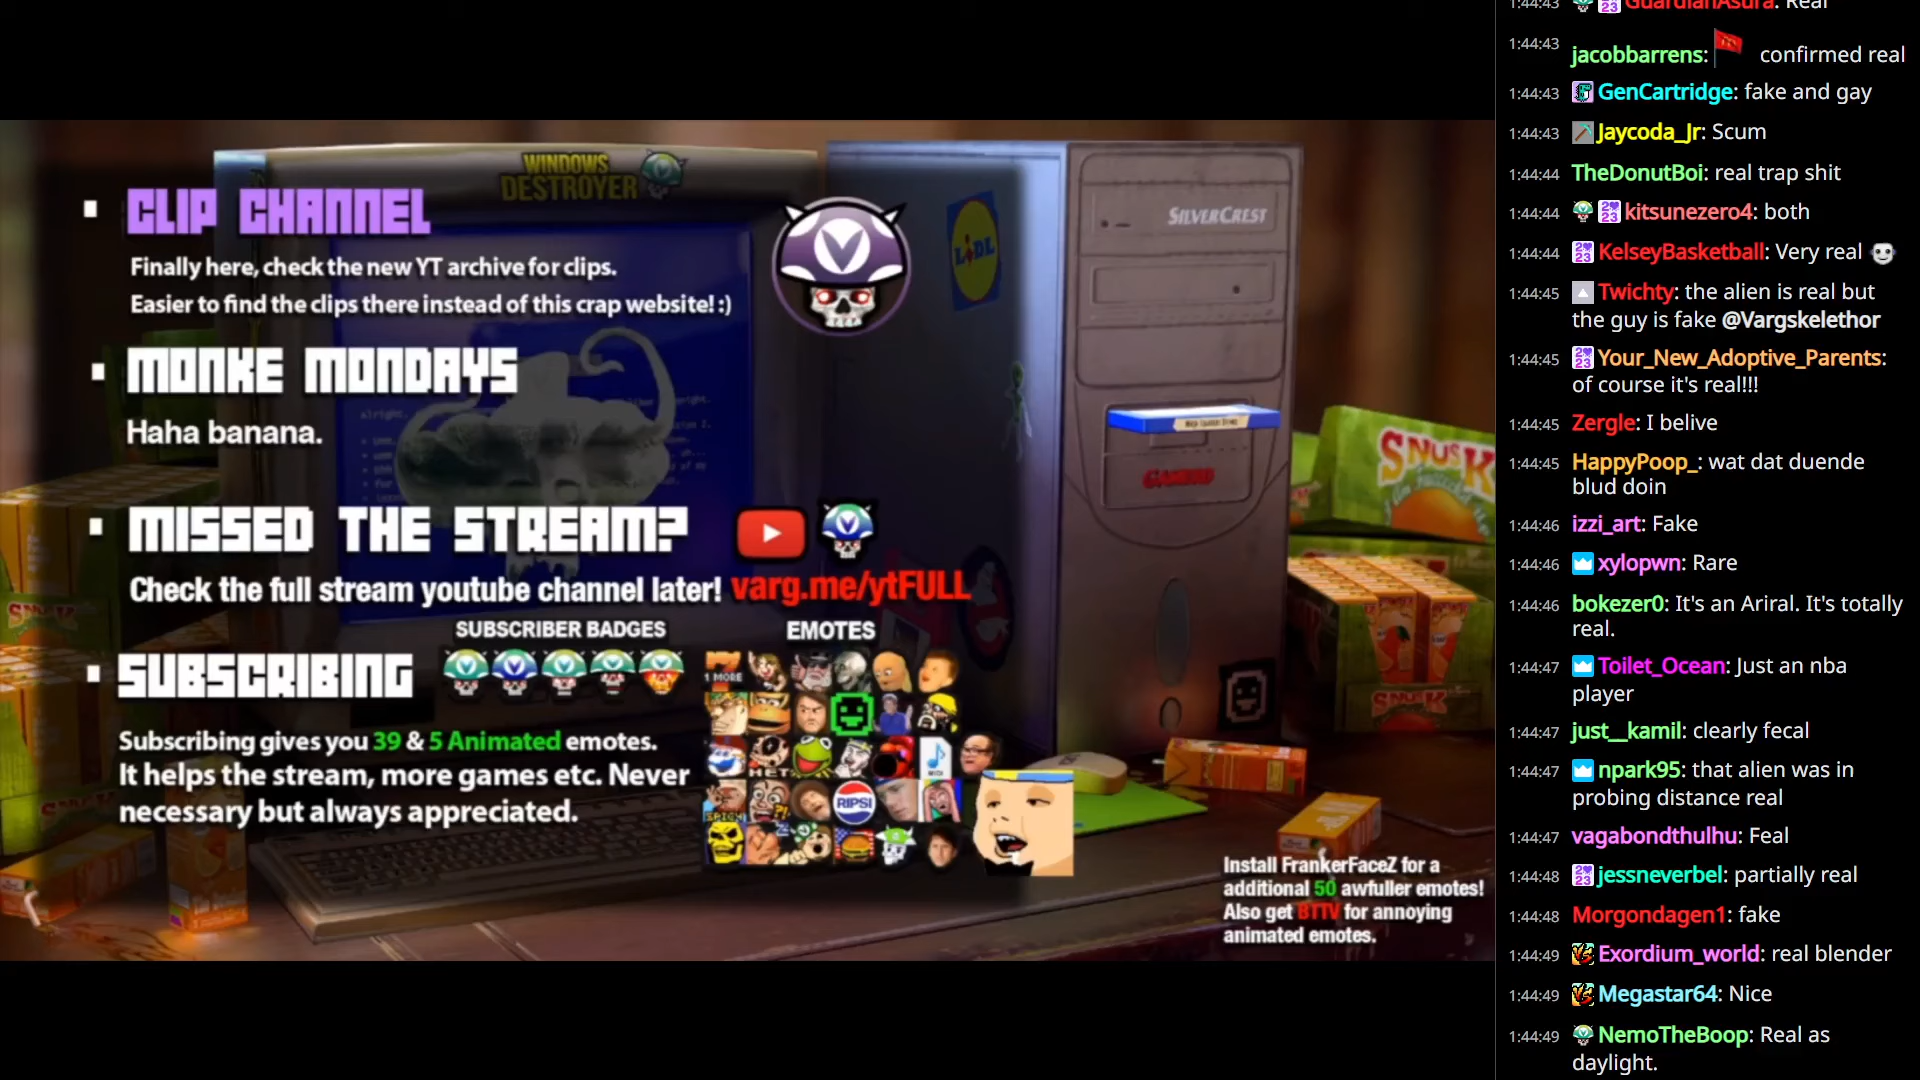 WINDOWS
DESTROYER
CLIP CHANNEL
Finally here, check the new YT archive for clips.
Easier to find the clips there instead of this crap website! :)
MONKE MONDAYS
Haha banana.
MISSED THE STREAM?
Check the full stream youtube channel later! varg.me/ytFULL
SUBSCRIBER BADGES
EMOTES
SUBSCRIBING
Subscribing gives you 39 & 5 Animated emotes.
It helps the stream, more games etc. Never
necessary but always appreciated.
RIPSI
LIDL
SILVERCREST
SNUSK
SNUSK
Install FrankerFaceZ for a
additional 50 awfuller emotes!
Also get BTTV for annoying
animated emotes.
1:44:43 GuardianAsura: Real
1:44:43 jacobbarrens: confirmed real
1:44:43 GenCartridge: fake and gay
1:44:43 Jaycoda_Jr: Scum
1:44:44 TheDonutBoi: real trap shit
1:44:44 kitsunezero4: both
1:44:44 KelseyBasketball: Very real
1:44:45 Twichty: the alien is real but
the guy is fake @Vargskelethor
1:44:45 Your_New_Adoptive_Parents:
of course it's real!!!
1:44:45 Zergle: I belive
1:44:45 HappyPoop_: wat dat duende
blud doin
1:44:46 izzi_art: Fake
1:44:46 xylopwn: Rare
1:44:46 bokezer0: It's an Ariral. It's totally
real.
1:44:47 Toilet_Ocean: Just an nba
player
1:44:47 just__kamil: clearly fecal
1:44:47 npark95: that alien was in
probing distance real
1:44:47 vagabondthulhu: Feal
1:44:48 jessneverbel: partially real
1:44:48 Morgondagen1: fake
1:44:49 Exordium_world: real blender
1:44:49 Megastar64: Nice
1:44:49 NemoTheBoop: Real as
daylight.